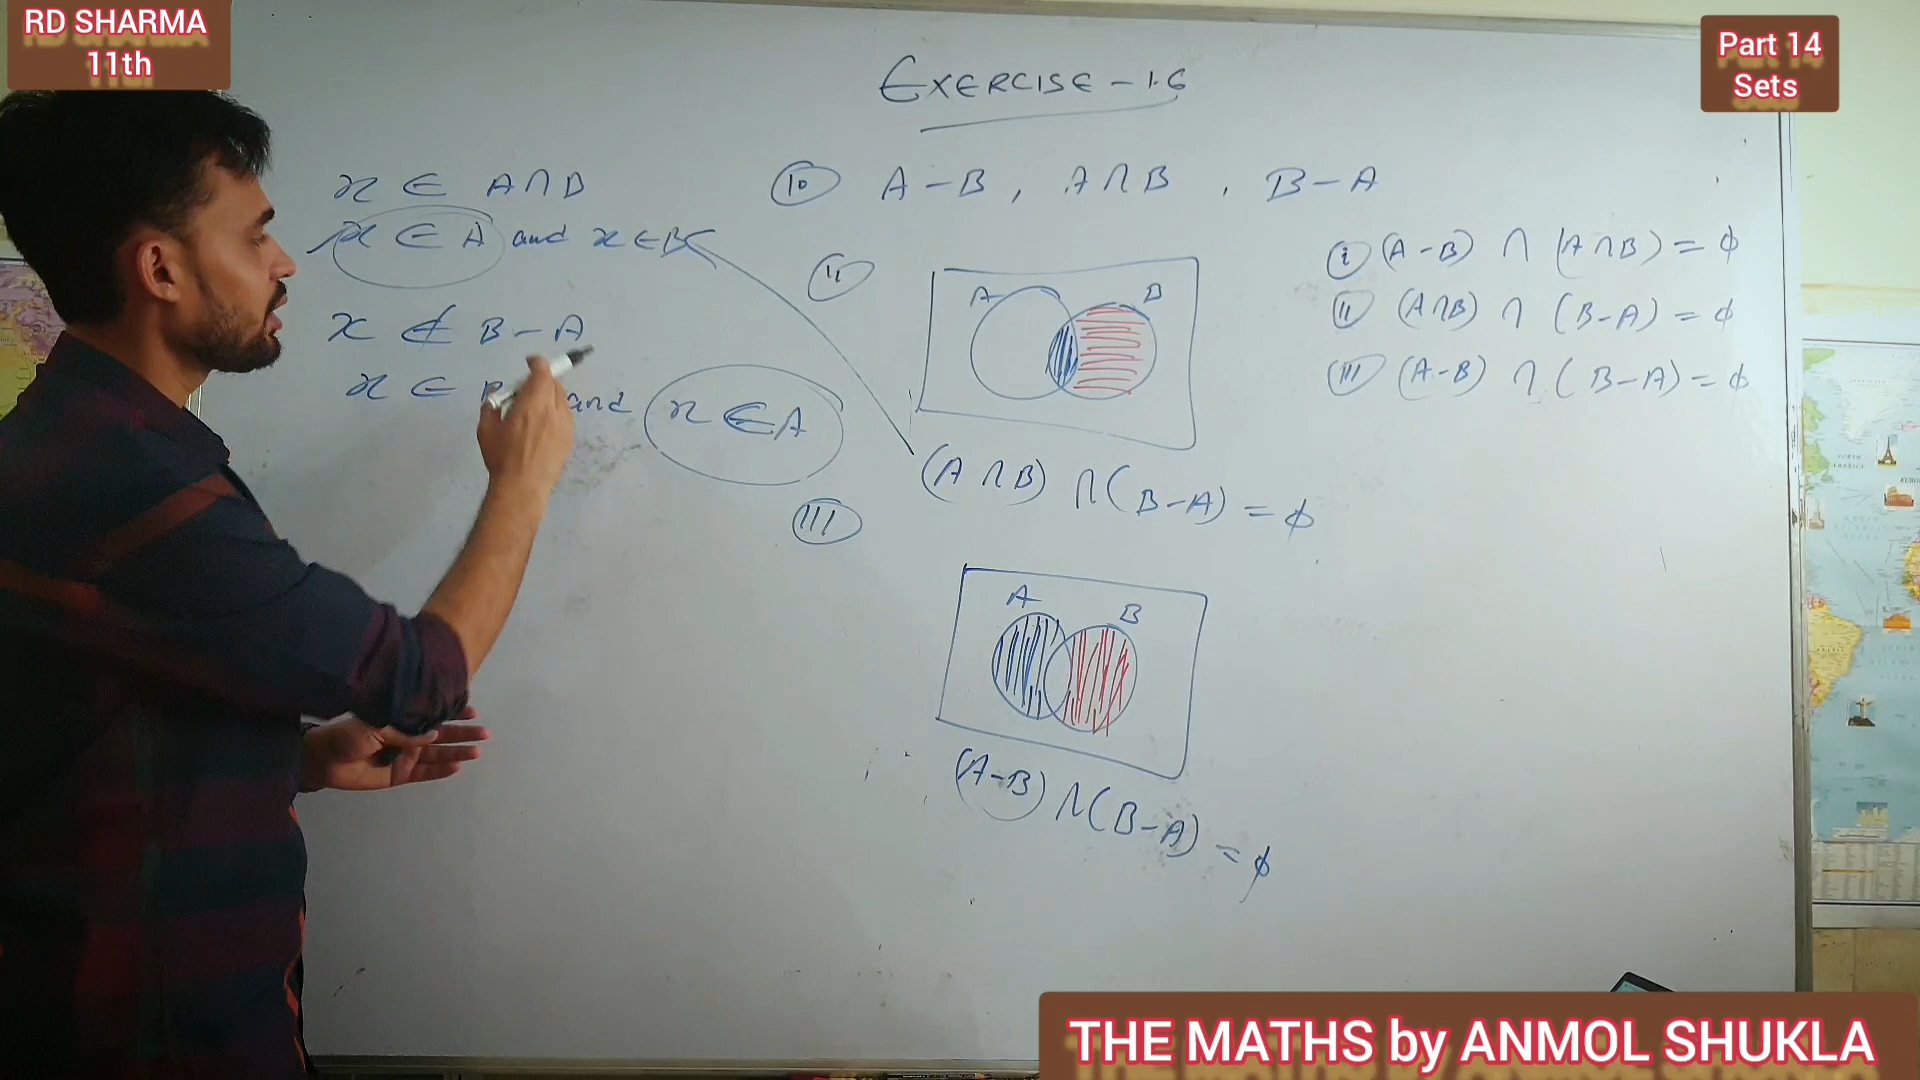 RD SHARMA
11th
Part 14
Sets
EXERCISE - 1.6
x ∈ A∩B
x ∈ A and x ∈ B
x ∉ B - A
x ∈ and x ∉ A
10 A - B , A∩B , B - A
(i) (A - B) ∩ (A∩B) = ϕ
(ii) (A∩B) ∩ (B - A) = ϕ
(iii) (A - B) ∩ (B - A) = ϕ
(ii)
A B
(A∩B) ∩ (B - A) = ϕ
(iii)
A B
(A - B) ∩ (B - A) = ϕ
THE MATHS by ANMOL SHUKLA